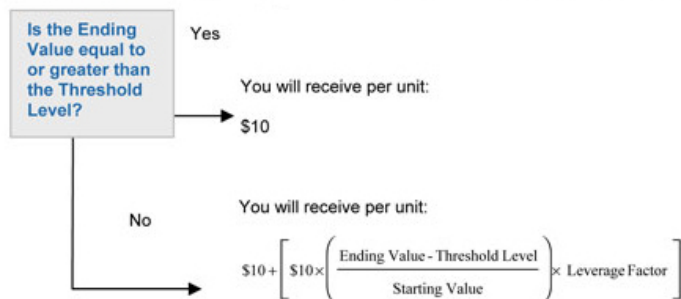 Is the Ending
Value equal to
or greater than
the Threshold
Level?
Yes
You will receive per unit:
$10
No
You will receive per unit:
$10 + [ $10 × ( Ending Value - Threshold Level / Starting Value ) × Leverage Factor ]